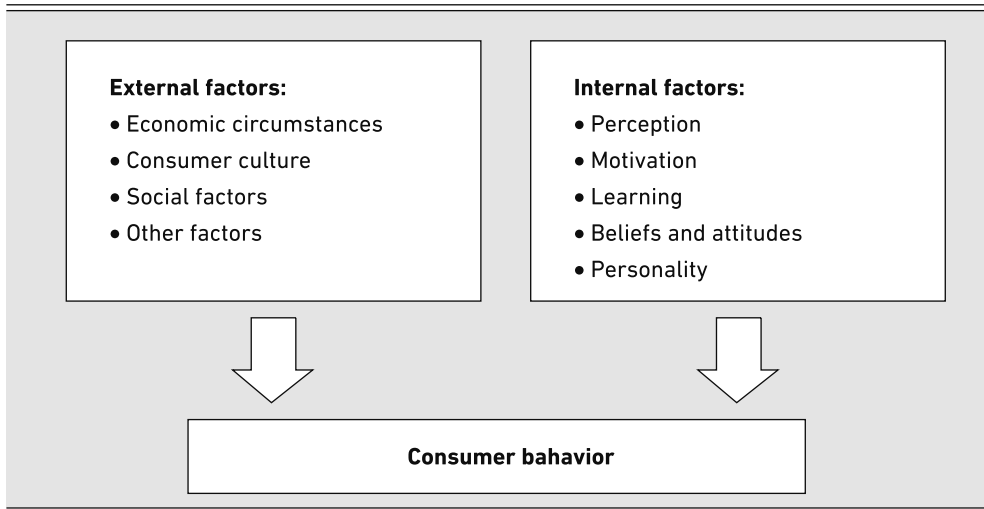 External factors:
• Economic circumstances
• Consumer culture
• Social factors
• Other factors
Internal factors:
• Perception
• Motivation
• Learning
• Beliefs and attitudes
• Personality
Consumer bahavior